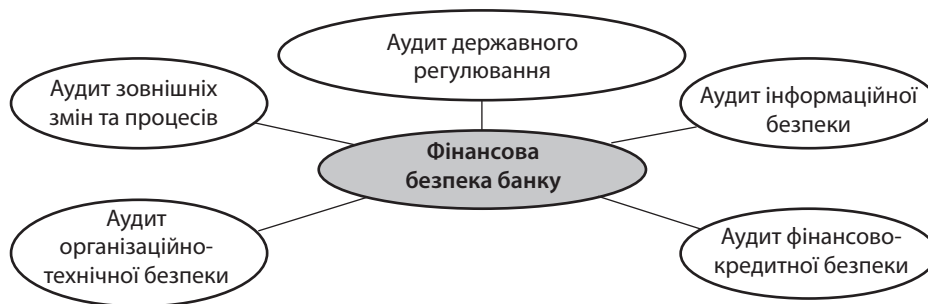 Аудит державного
регулювання
Аудит зовнішніх
змін та процесів
Аудит інформаційної
безпеки
Фінансова
безпека банку
Аудит
організаційно-
технічної безпеки
Аудит фінансово-
кредитної безпеки